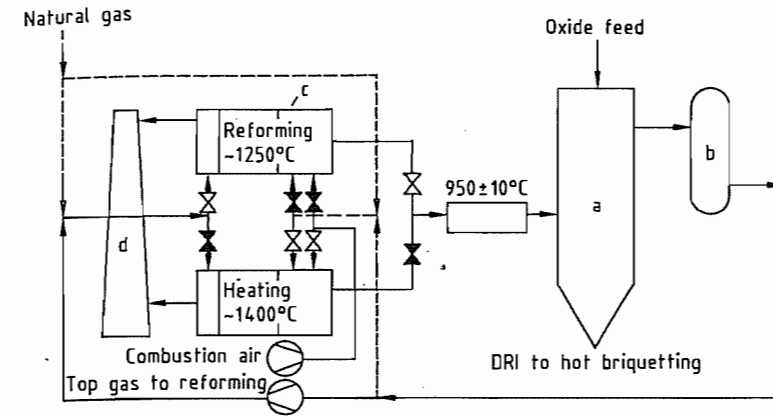 Natural gas
Oxide feed
c
Reforming
~1250°C
950±10°C
a
b
d
Heating
~1400°C
Combustion air
Top gas to reforming
DRI to hot briquetting